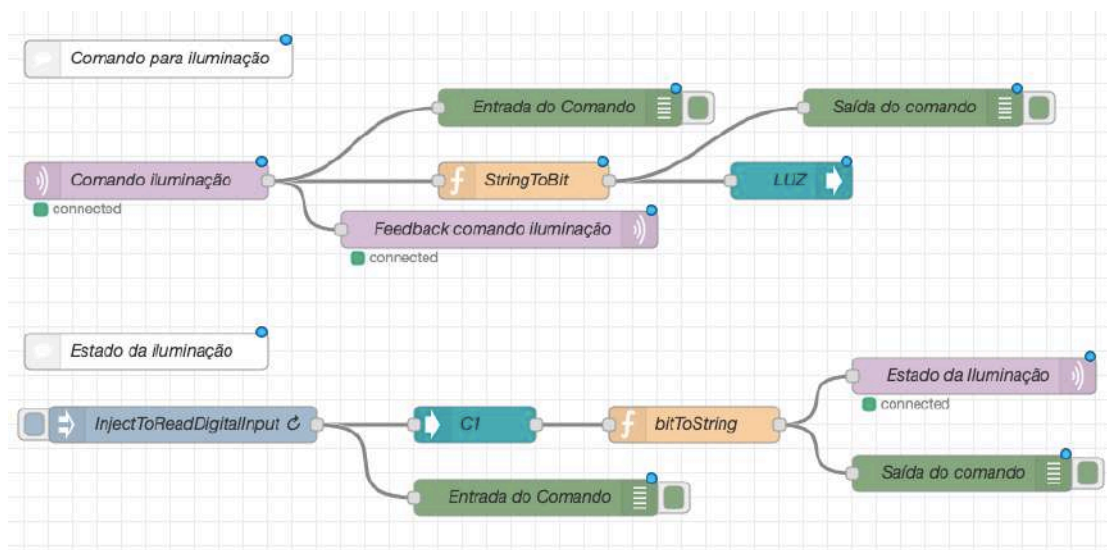 Comando para iluminação
Entrada do Comando
Saída do comando
Comando iluminação
connected
StringToBit
LUZ
Feedback comando iluminação
connected
Estado da iluminação
Estado da Iluminação
connected
InjectToReadDigitalInput ↻
C1
bitToString
Saída do comando
Entrada do Comando